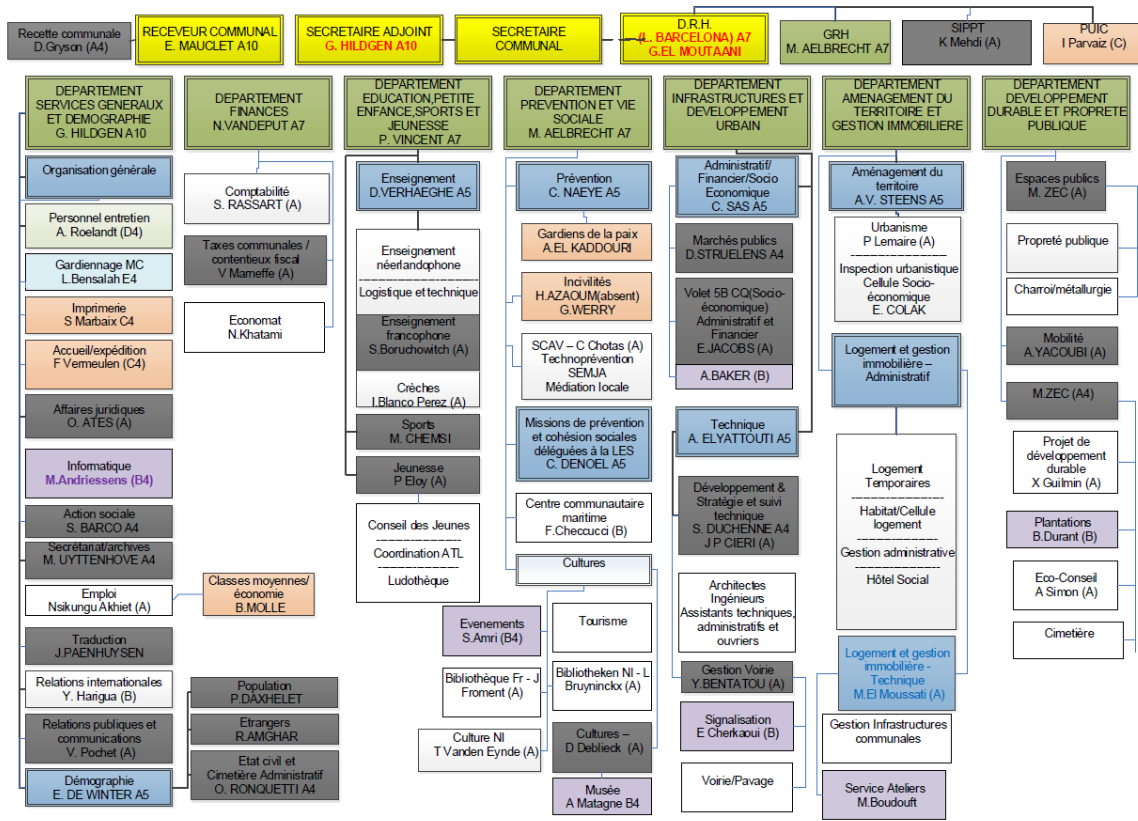 Recette communale
D.Gryson (A4)
RECEVEUR COMMUNAL
E. MAUCLET A10
SECRETAIRE ADJOINT
G. HILDGEN A10
SECRETAIRE
COMMUNAL
D.R.H.
(L. BARCELONA) A7
G.EL MOUTAANI
GRH
M. AELBRECHT A7
SIPPT
K Mehdi (A)
PUIC
I Parvaiz (C)
DEPARTEMENT
SERVICES GENERAUX
ET DEMOGRAPHIE
G. HILDGEN A10
Organisation générale
Personnel entretien
A. Roelandt (D4)
Gardiennage MC
L.Bensalah E4
Imprimerie
S Marbaix C4
Accueil/expédition
F Vermeulen (C4)
Affaires juridiques
O. ATES (A)
Informatique
M.Andriessens (B4)
Action sociale
S. BARCO A4
Secrétariat/archives
M. UYTTENHOVE A4
Emploi
Nsikungu Akhiet (A)
Classes moyennes/
économie
B.MOLLE
Traduction
J.PAENHUYSEN
Relations internationales
Y. Harigua (B)
Relations publiques et
communications
V. Pochet (A)
Démographie
E. DE WINTER A5
Population
P.DAXHELET
Etrangers
R.AMGHAR
Etat civil et
Cimetière Administratif
O. RONQUETTI A4
DEPARTEMENT
FINANCES
N.VANDEPUT A7
Comptabilité
S. RASSART (A)
Taxes communales /
contentieux fiscal
V Mameffe (A)
Economat
N.Khatami
DEPARTEMENT
EDUCATION,PETITE
ENFANCE,SPORTS ET
JEUNESSE
P. VINCENT A7
Enseignement
D.VERHAEGHE A5
Enseignement
néerlandophone
Logistique et technique
Enseignement
francophone
S.Boruchowitch (A)
Crèches
I.Blanco Perez (A)
Sports
M. CHEMSI
Jeunesse
P Eloy (A)
Conseil des Jeunes
Coordination ATL
Ludothèque
DEPARTEMENT
PREVENTION ET VIE
SOCIALE
M. AELBRECHT A7
Prévention
C. NAEYE A5
Gardiens de la paix
A.EL KADDOURI
Incivilités
H.AZAOUM(absent)
G.WERRY
SCAV – C Chotas (A)
Technoprévention
SEMJA
Médiation locale
Missions de prévention
et cohésion sociales
déléguées à la LES
C. DENOEL A5
Centre communautaire
maritime
F.Checcucci (B)
Cultures
Evenements
S.Amri (B4)
Tourisme
Bibliothèque Fr - J
Froment (A)
Bibliotheken Nl - L
Bruyninckx (A)
Culture Nl
T Vanden Eynde (A)
Cultures –
D Deblieck (A)
Musée
A Matagne B4
DEPARTEMENT
INFRASTRUCTURES ET
DEVELOPPEMENT
URBAIN
Administratif/
Financier/Socio
Economique
C. SAS A5
Marchés publics
D.STRUELENS A4
Volet 5B CQ(Socio-
économique)
Administratif et
Financier
E.JACOBS (A)
A.BAKER (B)
Technique
A. ELYATTOUTI A5
Développement &
Stratégie et suivi
technique
S. DUCHENNE A4
J P CIERI (A)
Architectes
Ingénieurs
Assistants techniques,
administratifs et
ouvriers
Gestion Voirie
Y.BENTATOU (A)
Signalisation
E Cherkaoui (B)
Voirie/Pavage
DEPARTEMENT
AMENAGEMENT DU
TERRITOIRE ET
GESTION IMMOBILIERE
Aménagement du
territoire
A.V. STEENS A5
Urbanisme
P Lemaire (A)
Inspection urbanistique
Cellule Socio-
économique
E. COLAK
Logement et gestion
immobilière –
Administratif
Logement
Temporaires
Habitat/Cellule
logement
Gestion administrative
Hôtel Social
Logement et gestion
immobilière -
Technique
M.El Moussati (A)
Gestion Infrastructures
communales
Service Ateliers
M.Boudouft
DEPARTEMENT
DEVELOPPEMENT
DURABLE ET PROPRETE
PUBLIQUE
Espaces publics
M. ZEC (A)
Propreté publique
Charroi/métallurgie
Mobilité
A.YACOUBI (A)
M.ZEC (A4)
Projet de
développement
durable
X Guilmin (A)
Plantations
B.Durant (B)
Eco-Conseil
A Simon (A)
Cimetière